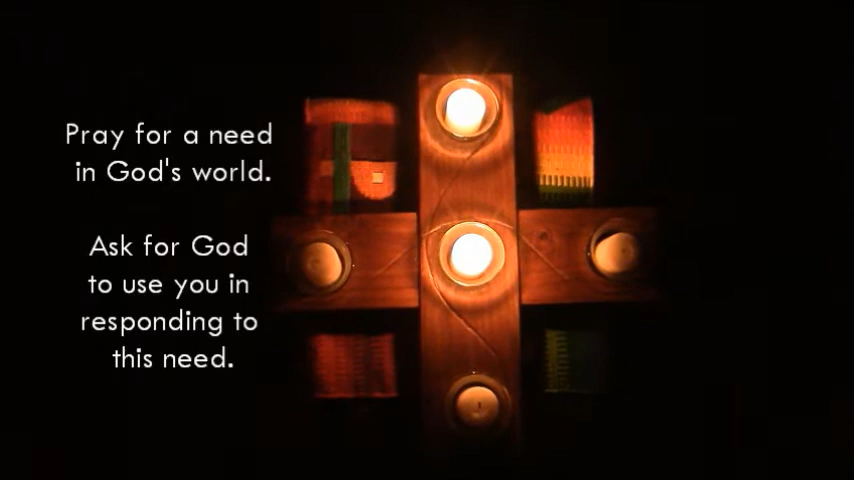 Pray for a need
in God's world.
Ask for God
to use you in
responding to
this need.